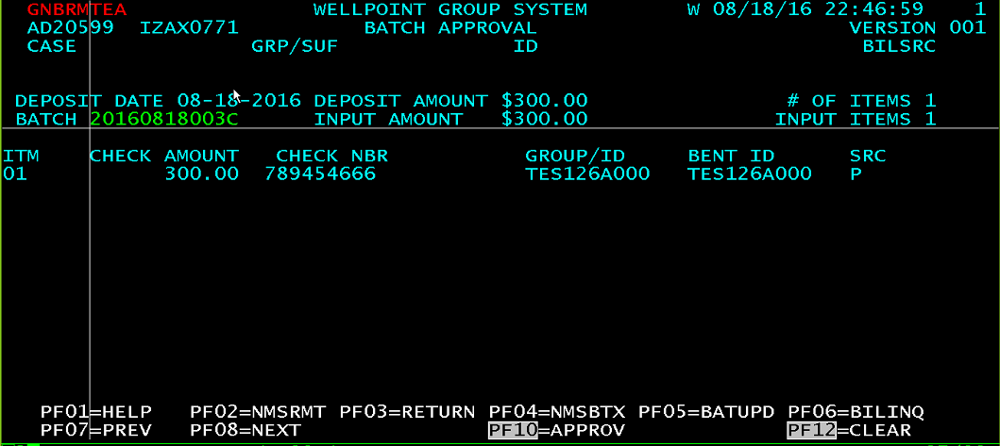 GNBRMTEA WELLPOINT GROUP SYSTEM W 08/18/16 22:46:59 1
AD20599 IZAX0771 BATCH APPROVAL VERSION 001
CASE GRP/SUF ID BILSRC
DEPOSIT DATE 08-18-2016 DEPOSIT AMOUNT $300.00 # OF ITEMS 1
BATCH 20160818003C INPUT AMOUNT $300.00 INPUT ITEMS 1
ITM CHECK AMOUNT CHECK NBR GROUP/ID BENT ID SRC
01 300.00 789454666 TES126A000 TES126A000 P
PF01=HELP PF02=NMSRMT PF03=RETURN PF04=NMSBTX PF05=BATUPD PF06=BILINQ
PF07=PREV PF08=NEXT PF10=APPROV PF12=CLEAR